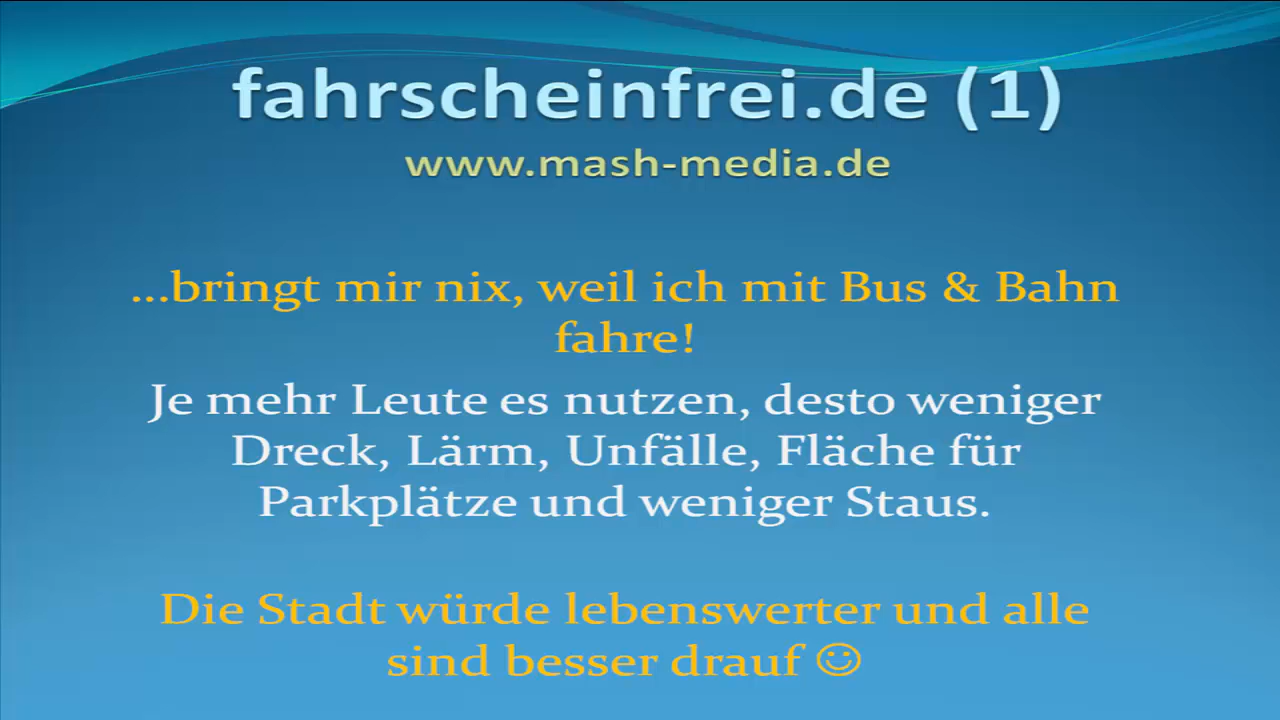 fahrscheinfrei.de (1)
www.mash-media.de
...bringt mir nix, weil ich mit Bus & Bahn
fahre!
Je mehr Leute es nutzen, desto weniger
Dreck, Lärm, Unfälle, Fläche für
Parkplätze und weniger Staus.
Die Stadt würde lebenswerter und alle
sind besser drauf ☺